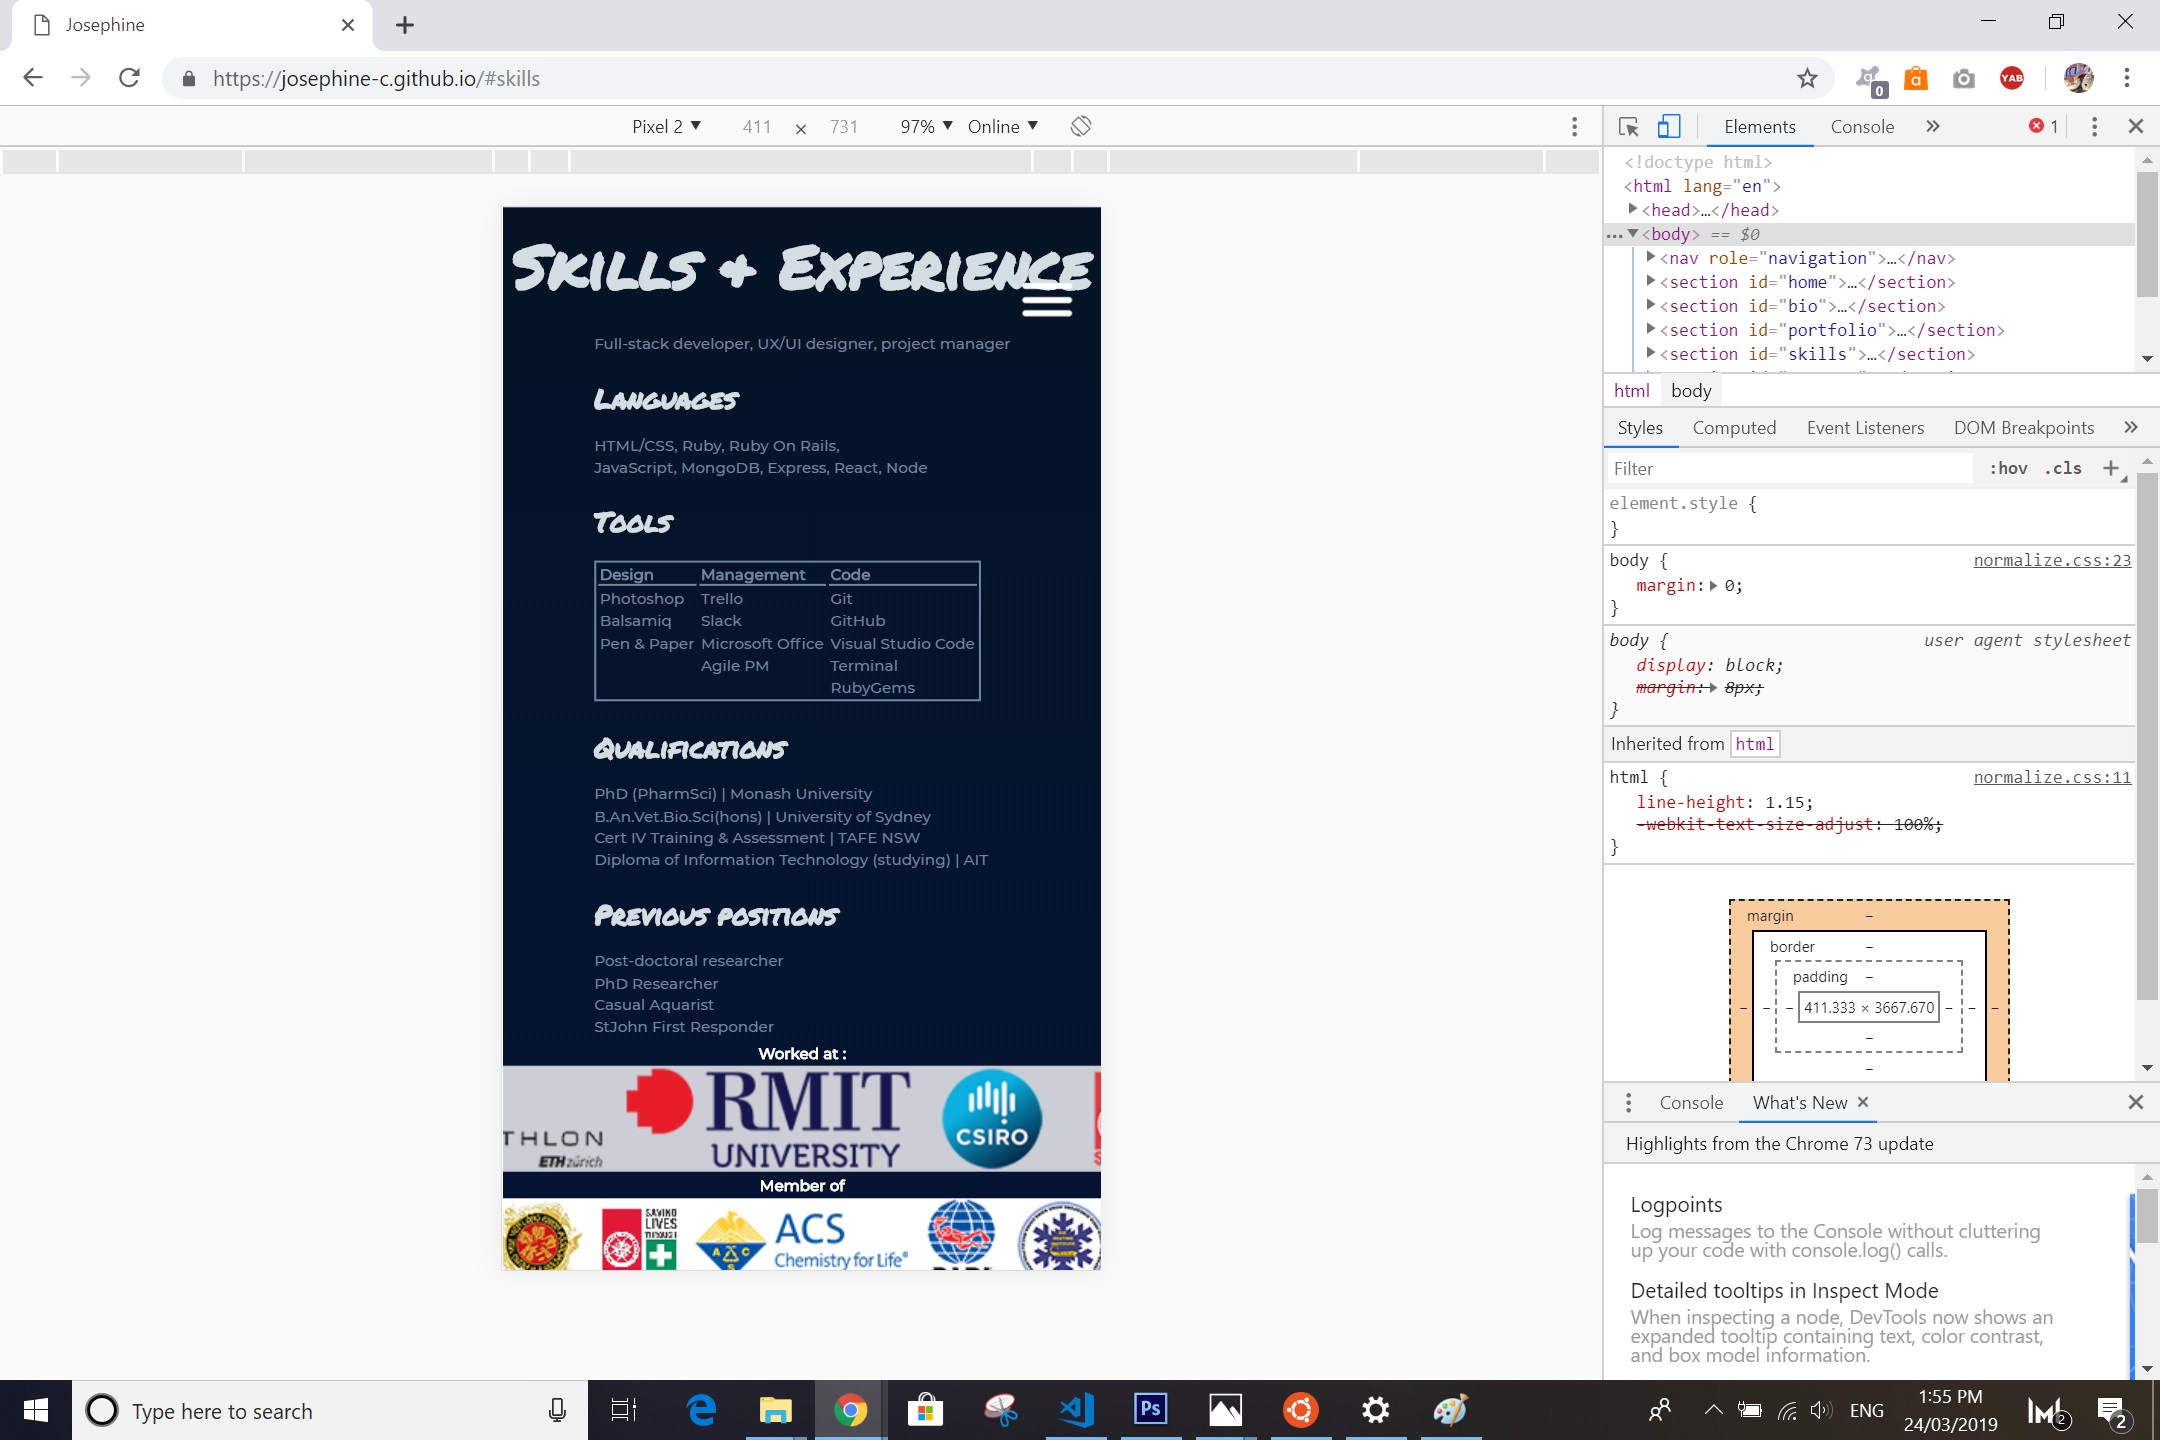 Josephine
https://josephine-c.github.io/#skills
0
a
YAB
Pixel 2 ▼ 411 × 731 97% ▼ Online ▼
Elements Console » 1
<!doctype html>
<html lang="en">
<head>…</head>
… <body> == $0
<nav role="navigation">…</nav>
<section id="home">…</section>
<section id="bio">…</section>
<section id="portfolio">…</section>
<section id="skills">…</section>
html body
Styles Computed Event Listeners DOM Breakpoints »
Filter :hov .cls +
element.style {
}
body { normalize.css:23
margin: 0;
}
body { user agent stylesheet
display: block;
margin: 8px;
}
Inherited from html
html { normalize.css:11
line-height: 1.15;
-webkit-text-size-adjust: 100%;
}
margin –
border –
padding –
– – – 411.333 × 3667.670 – – –
–
–
Console What's New
Highlights from the Chrome 73 update
Logpoints
Log messages to the Console without cluttering
up your code with console.log() calls.
Detailed tooltips in Inspect Mode
When inspecting a node, DevTools now shows an
expanded tooltip containing text, color contrast,
and box model information.
Skills & Experience
Full-stack developer, UX/UI designer, project manager
Languages
HTML/CSS, Ruby, Ruby On Rails,
JavaScript, MongoDB, Express, React, Node
Tools
Design Management Code
Photoshop Trello Git
Balsamiq Slack GitHub
Pen & Paper Microsoft Office Visual Studio Code
Agile PM Terminal
RubyGems
Qualifications
PhD (PharmSci) | Monash University
B.An.Vet.Bio.Sci(hons) | University of Sydney
Cert IV Training & Assessment | TAFE NSW
Diploma of Information Technology (studying) | AIT
Previous positions
Post-doctoral researcher
PhD Researcher
Casual Aquarist
StJohn First Responder
Worked at :
THLON
ETH zürich
RMIT
UNIVERSITY
CSIRO
Member of
SAVING
LIVES
THROUGH
ACS
Chemistry for Life®
Type here to search
Ps
ENG
1:55 PM
24/03/2019
2
2